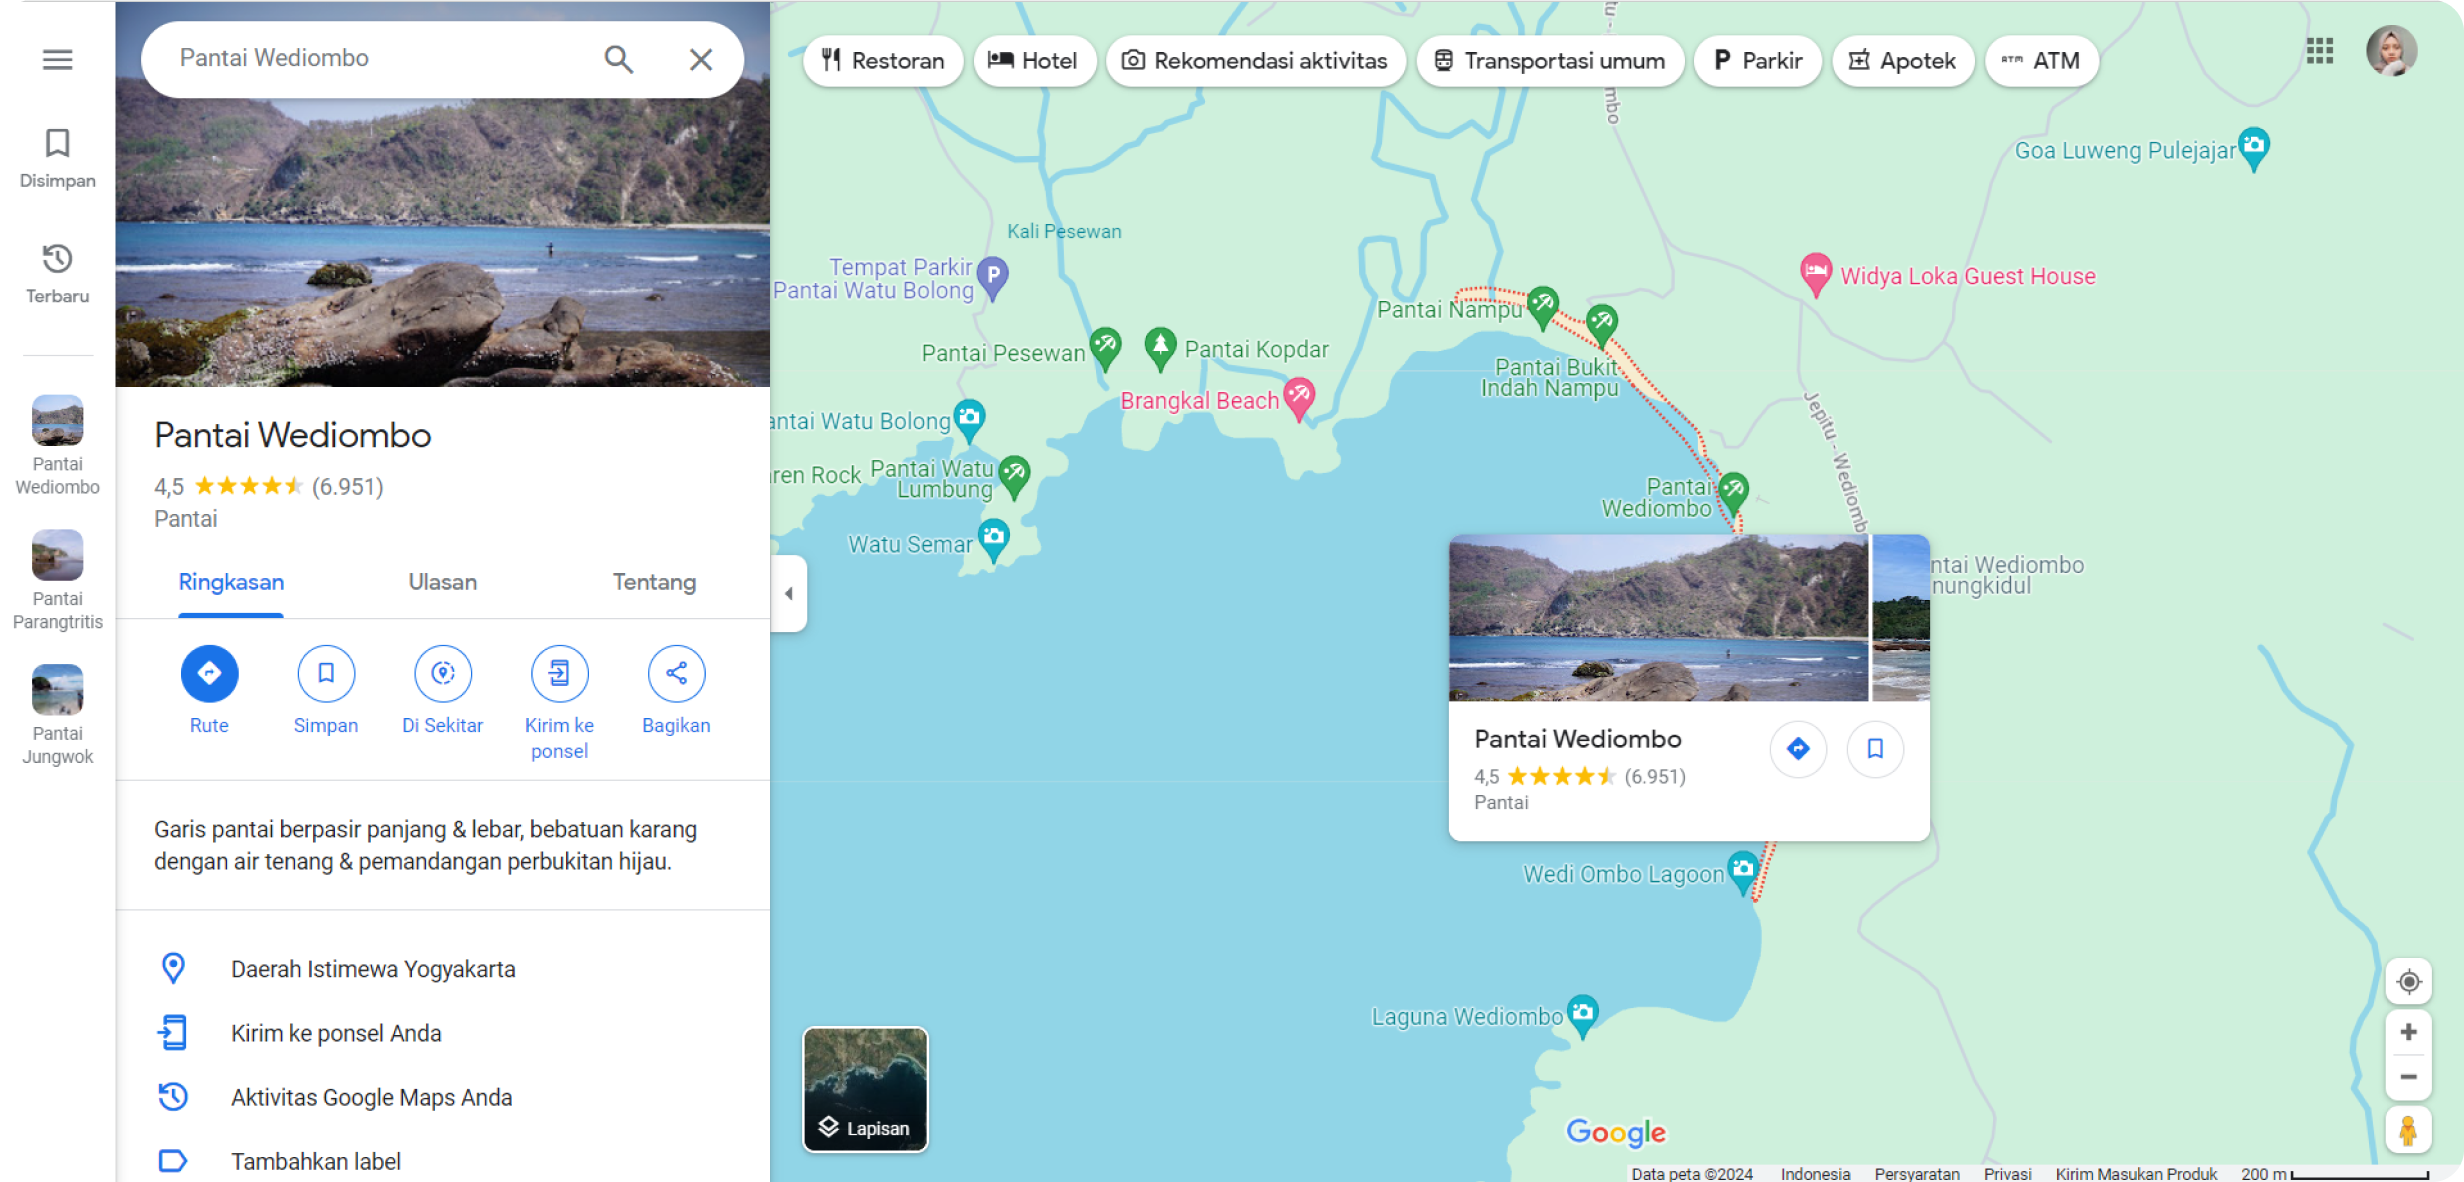 Pantai Wediombo
Disimpan
Terbaru
Pantai
Wediombo
Pantai
Parangtritis
Pantai
Jungwok
Pantai Wediombo
4,5 (6.951)
Pantai
Ringkasan Ulasan Tentang
Rute Simpan Di Sekitar Kirim ke
ponsel Bagikan
Garis pantai berpasir panjang & lebar, bebatuan karang
dengan air tenang & pemandangan perbukitan hijau.
Daerah Istimewa Yogyakarta
Kirim ke ponsel Anda
Aktivitas Google Maps Anda
Tambahkan label
Restoran Hotel Rekomendasi aktivitas Transportasi umum P Parkir Apotek ATM ATM
Goa Luweng Pulejajar
Kali Pesewan
Tempat Parkir
Pantai Watu Bolong
P
Widya Loka Guest House
Pantai Nampu
Pantai Pesewan
Pantai Kopdar
Pantai Bukit
Indah Nampu
Brangkal Beach
antai Watu Bolong
Jepitu - Wediomb
mbo
ren Rock
Pantai Watu
Lumbung
Pantai
Wediombo
Watu Semar
ntai Wediombo
nungkidul
Pantai Wediombo
4,5 (6.951)
Pantai
Wedi Ombo Lagoon
Laguna Wediombo
Lapisan
Google
Data peta ©2024 Indonesia Persyaratan Privasi Kirim Masukan Produk 200 m